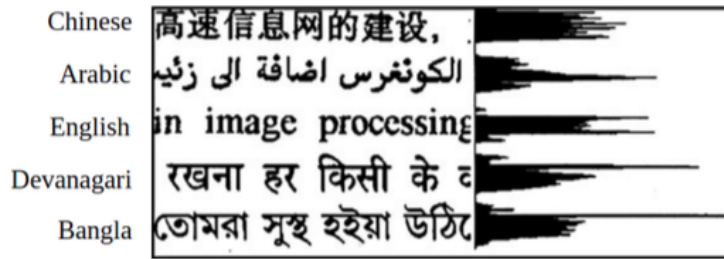 Chinese 高速信息网的建设,
Arabic الكونغرس اضافة الى
English in image processing
Devanagari रखना हर किसी के
Bangla তোমরা সুস্থ হইয়া